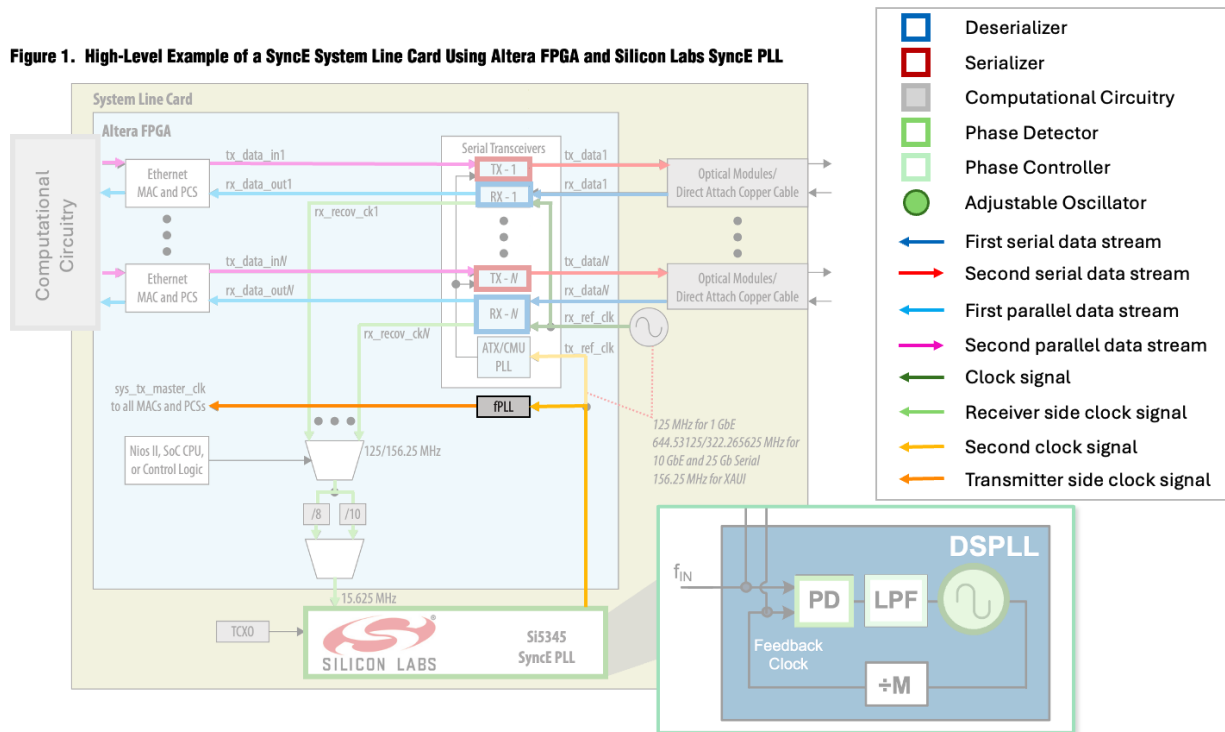 Figure 1. High-Level Example of a SyncE System Line Card Using Altera FPGA and Silicon Labs SyncE PLL
System Line Card
Altera FPGA
Computational
Circuitry
Ethernet
MAC and PCS
tx_data_in1
rx_data_out1
rx_recov_ck1
Serial Transceivers
TX - 1
RX - 1
tx_data1
rx_data1
Optical Modules/
Direct Attach Copper Cable
Ethernet
MAC and PCS
tx_data_inN
rx_data_outN
rx_recov_ckN
TX - N
RX - N
tx_dataN
rx_dataN
rx_ref_clk
Optical Modules/
Direct Attach Copper Cable
ATX/CMU
PLL
tx_ref_clk
sys_tx_master_clk
to all MACs and PCSs
fPLL
125 MHz for 1 GbE
644.53125/322.265625 MHz for
10 GbE and 25 Gb Serial
156.25 MHz for XAUI
Nios II, SoC CPU,
or Control Logic
125/156.25 MHz
/8
/10
15.625 MHz
TCXO
SILICON LABS
®
Si5345
SyncE PLL
Deserializer
Serializer
Computational Circuitry
Phase Detector
Phase Controller
Adjustable Oscillator
First serial data stream
Second serial data stream
First parallel data stream
Second parallel data stream
Clock signal
Receiver side clock signal
Second clock signal
Transmitter side clock signal
DSPLL
fIN
PD
LPF
Feedback
Clock
÷M